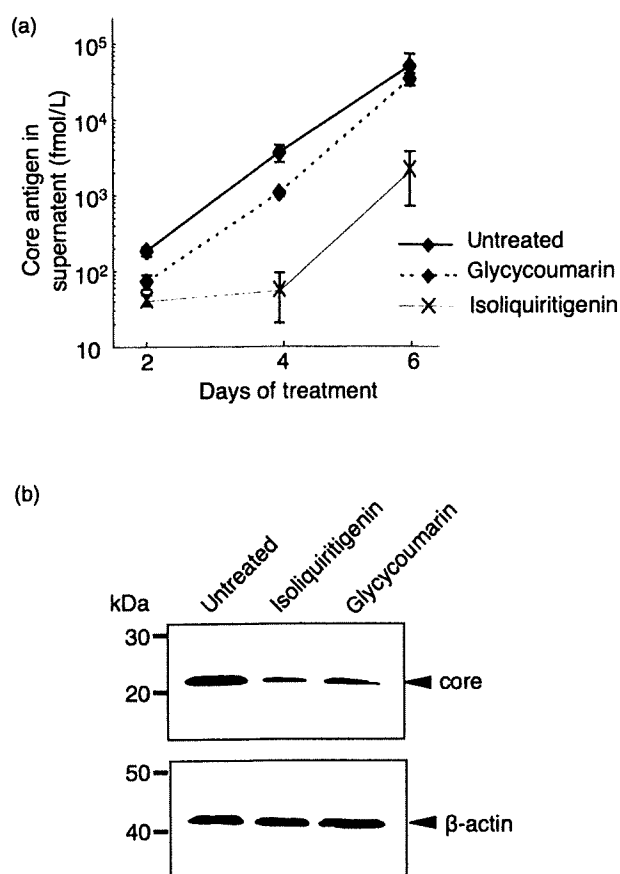 (a)
10⁵
10⁴
10³
10²
10
Core antigen in
supernatent (fmol/L)
2
4
6
Days of treatment
Untreated
Glycycoumarin
Isoliquiritigenin
(b)
kDa
Untreated
Isoliquiritigenin
Glycycoumarin
30
20
core
50
40
β-actin